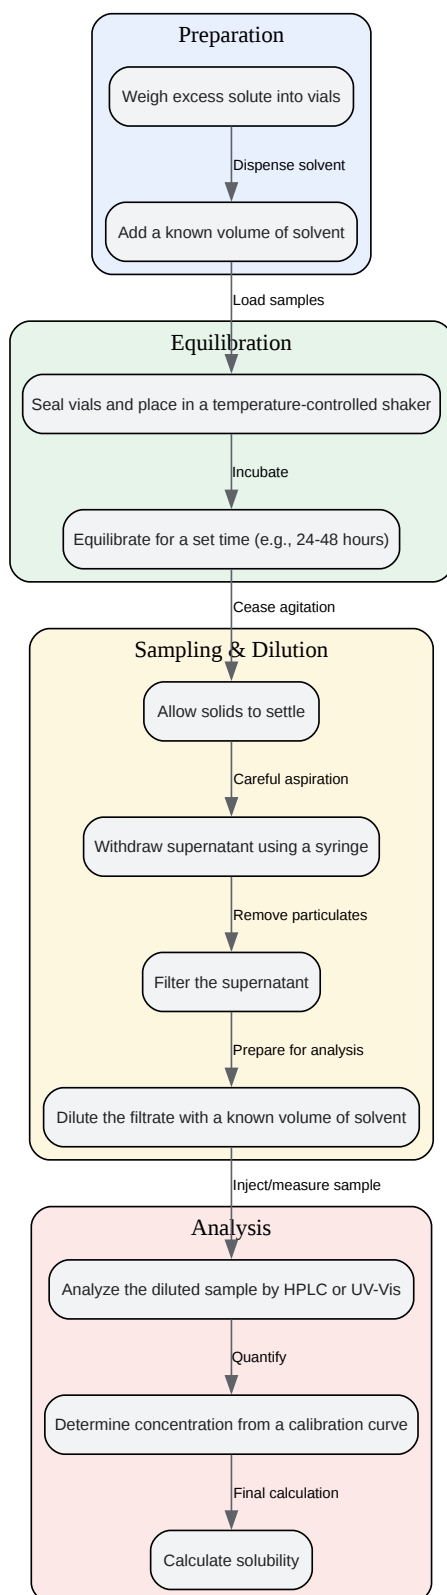 Preparation
Weigh excess solute into vials
Dispense solvent
Add a known volume of solvent
Load samples
Equilibration
Seal vials and place in a temperature-controlled shaker
Incubate
Equilibrate for a set time (e.g., 24-48 hours)
Cease agitation
Sampling & Dilution
Allow solids to settle
Careful aspiration
Withdraw supernatant using a syringe
Remove particulates
Filter the supernatant
Prepare for analysis
Dilute the filtrate with a known volume of solvent
Inject/measure sample
Analysis
Analyze the diluted sample by HPLC or UV-Vis
Quantify
Determine concentration from a calibration curve
Final calculation
Calculate solubility